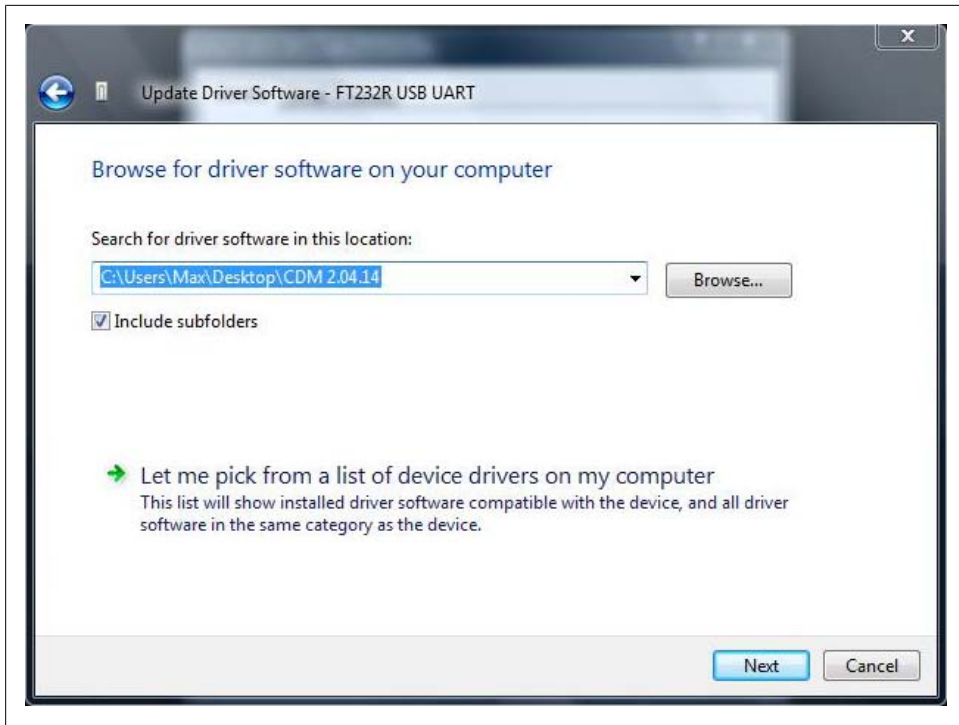 X
Update Driver Software - FT232R USB UART
Browse for driver software on your computer
Search for driver software in this location:
C:\Users\Max\Desktop\CDM 2.04.14
Browse...
Include subfolders
Let me pick from a list of device drivers on my computer
This list will show installed driver software compatible with the device, and all driver
software in the same category as the device.
Next
Cancel